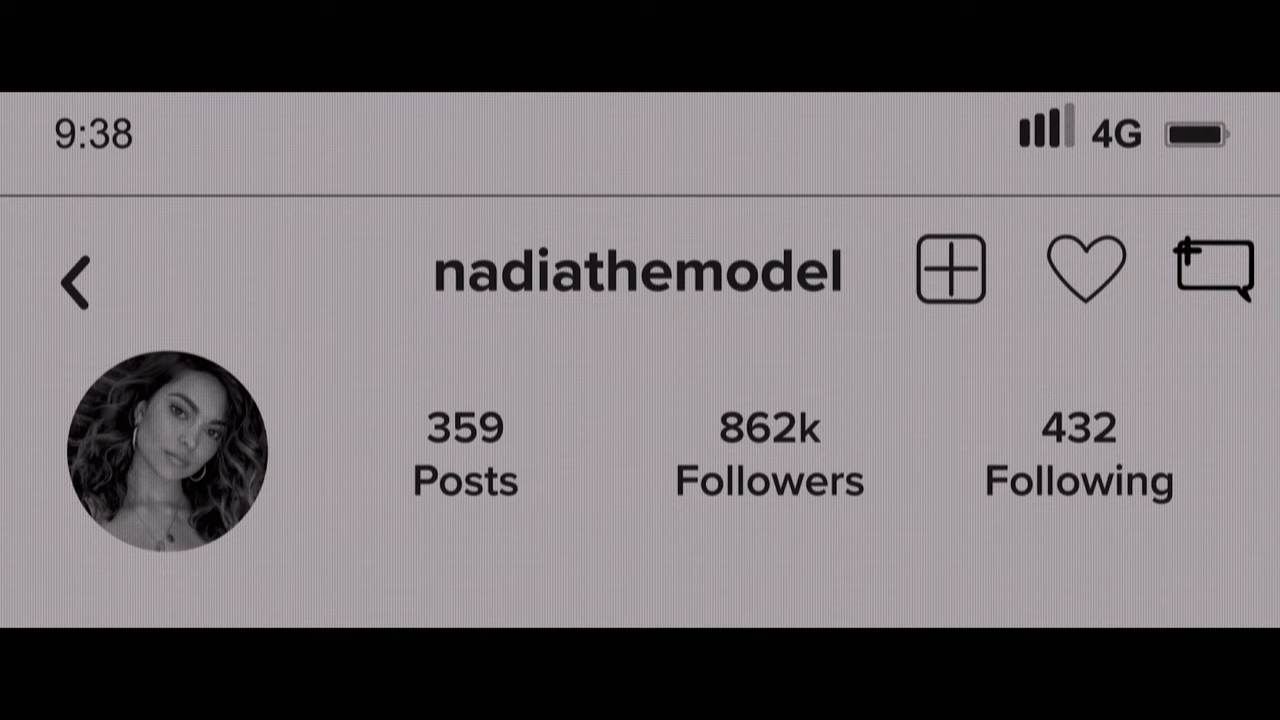 9:38
4G
nadiathemodel
359
862k
432
Posts
Followers
Following